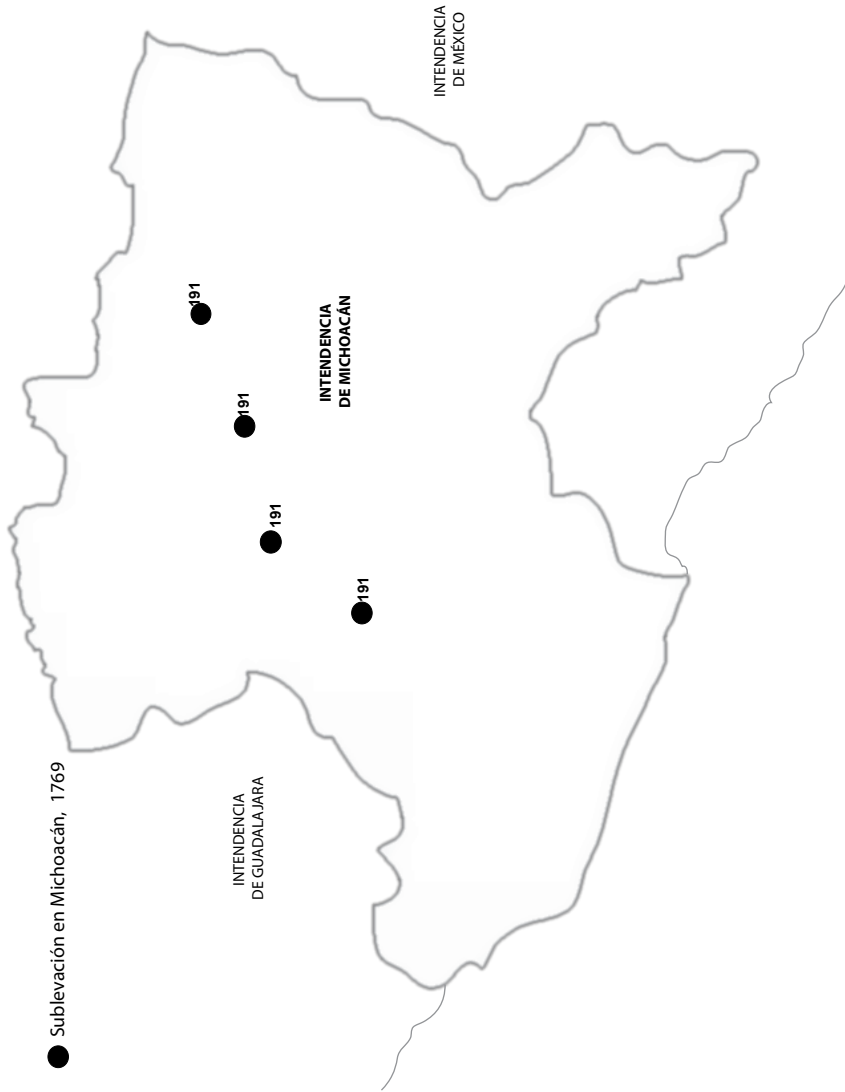 Sublevación en Michoacán, 1769
INTENDENCIA
DE GUADALAJARA
191
191
191
191
INTENDENCIA
DE MICHOACÁN
INTENDENCIA
DE MÉXICO